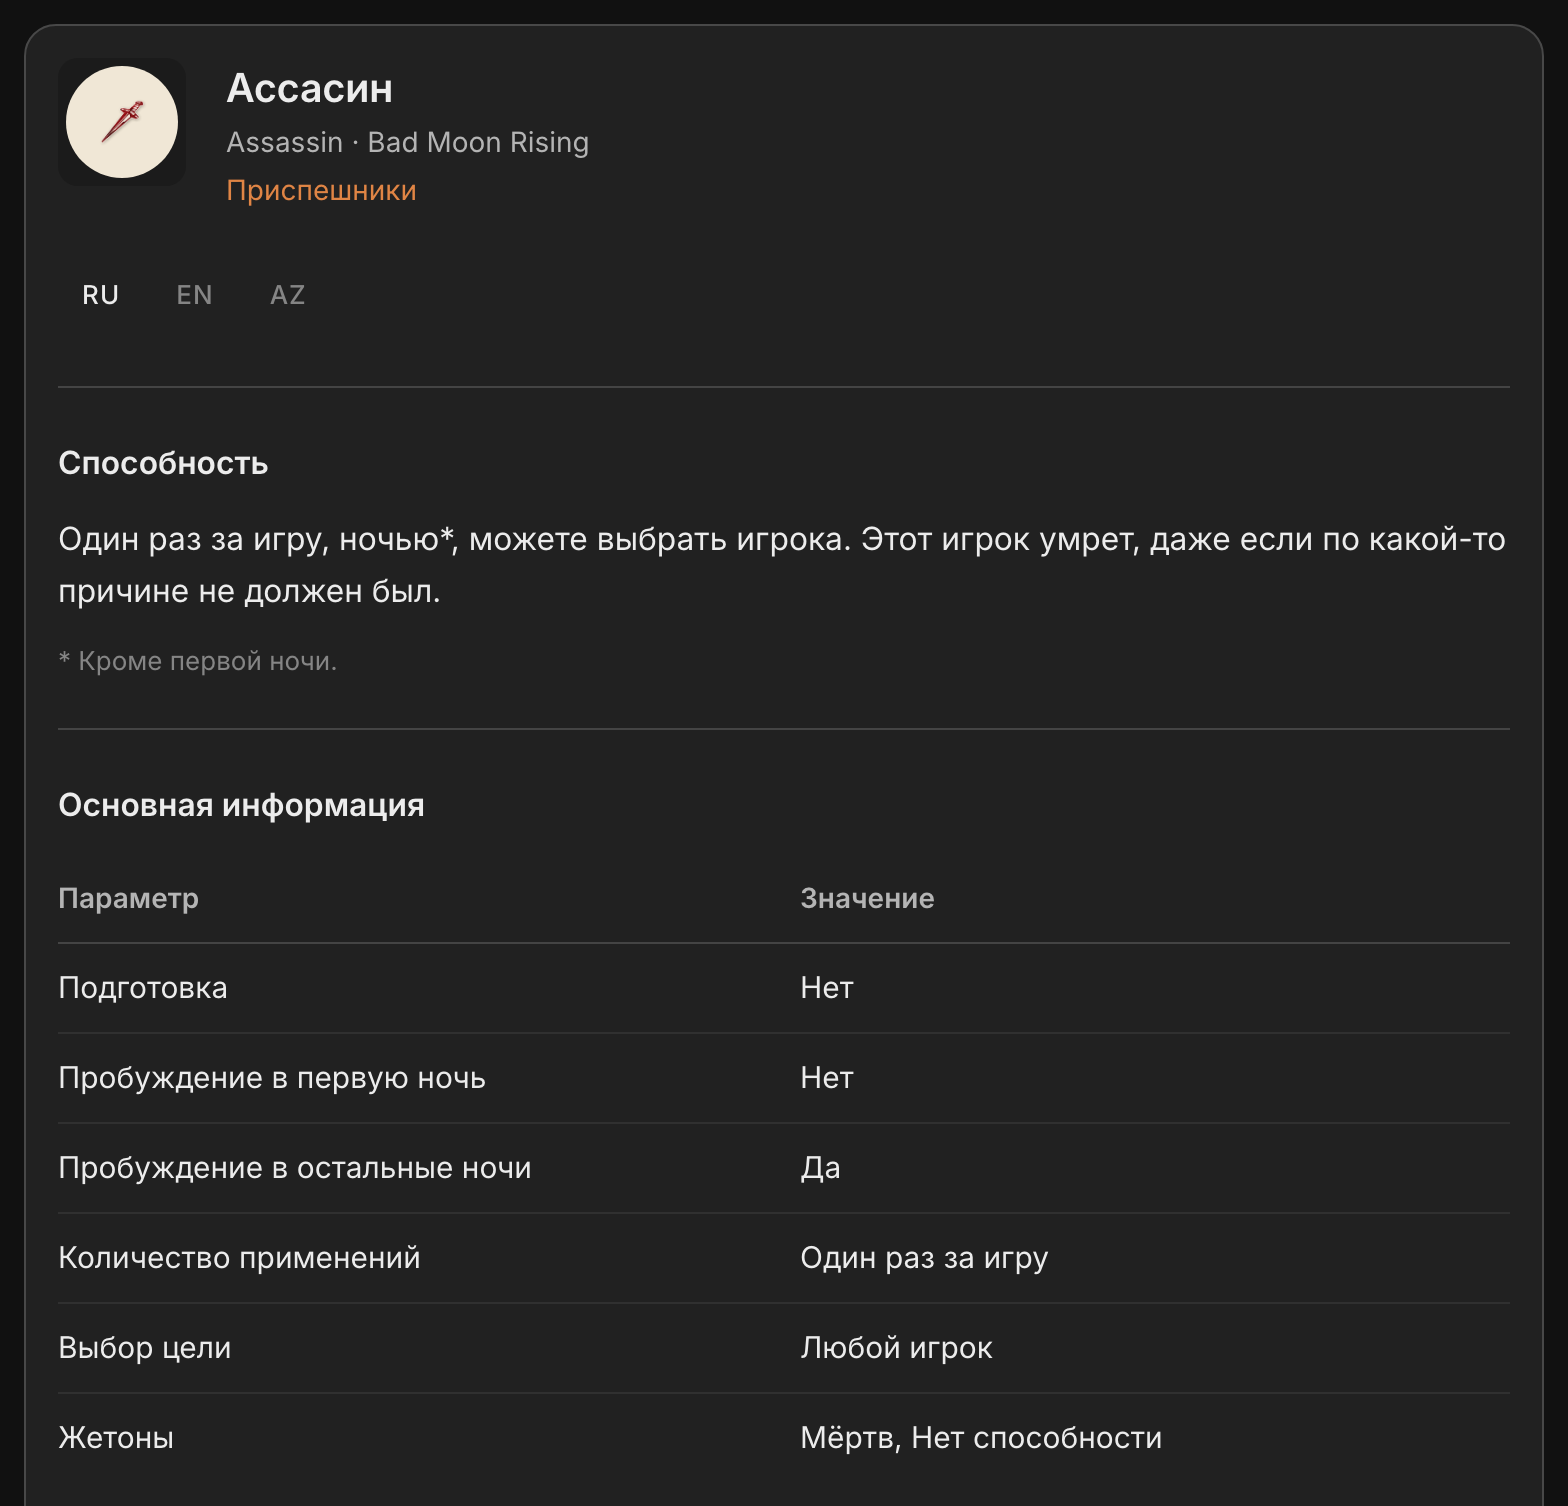 Ассасин
Assassin · Bad Moon Rising
Приспешники
RU EN AZ
Способность
Один раз за игру, ночью*, можете выбрать игрока. Этот игрок умрет, даже если по какой-то
причине не должен был.
* Кроме первой ночи.
Основная информация
Параметр Значение
Подготовка Нет
Пробуждение в первую ночь Нет
Пробуждение в остальные ночи Да
Количество применений Один раз за игру
Выбор цели Любой игрок
Жетоны Мёртв, Нет способности